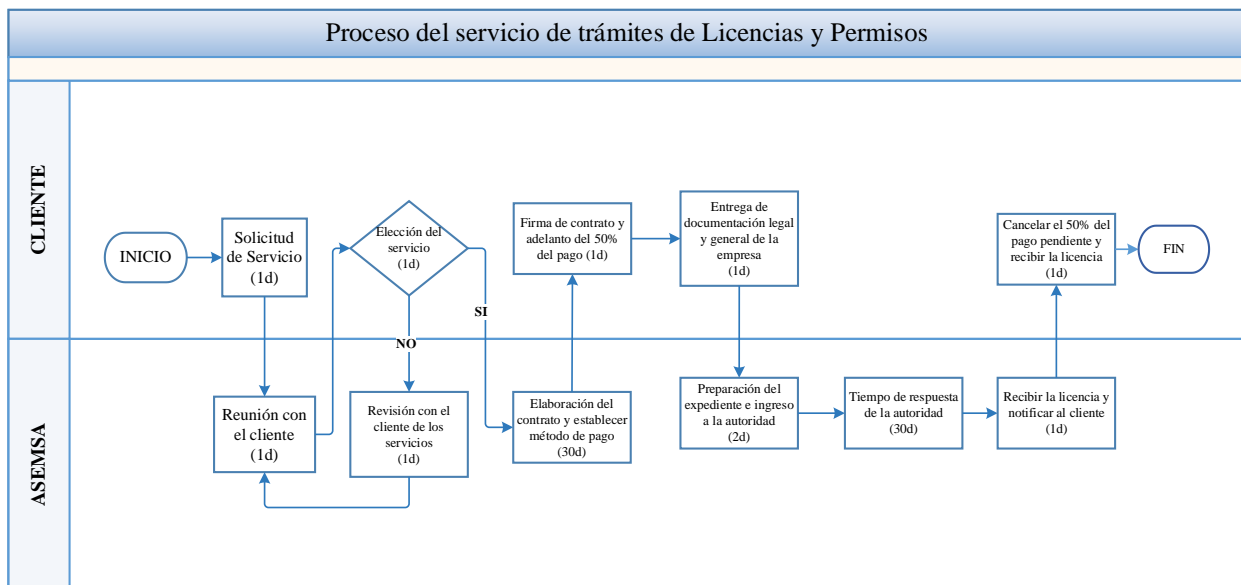 Proceso del servicio de trámites de Licencias y Permisos
CLIENTE
INICIO
Solicitud
de Servicio
(1d)
Elección del
servicio
(1d)
SI
NO
Firma de contrato y
adelanto del 50%
del pago (1d)
Entrega de
documentación legal
y general de la
empresa
(1d)
Cancelar el 50% del
pago pendiente y
recibir la licencia
(1d)
FIN
ASEMSA
Reunión con
el cliente
(1d)
Revisión con el
cliente de los
servicios
(1d)
Elaboración del
contrato y establecer
método de pago
(30d)
Preparación del
expediente e ingreso
a la autoridad
(2d)
Tiempo de respuesta
de la autoridad
(30d)
Recibir la licencia y
notificar al cliente
(1d)